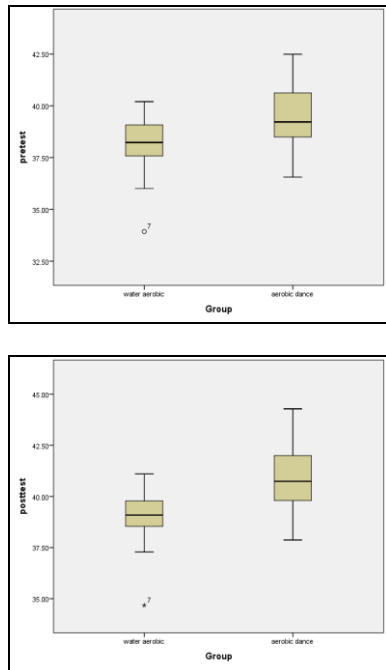 42.50
40.00
pretest
37.50
35.00
7
32.50
water aerobic aerobic dance
Group
45.00
42.50
posttest
40.00
37.50
35.00
*7
water aerobic aerobic dance
Group